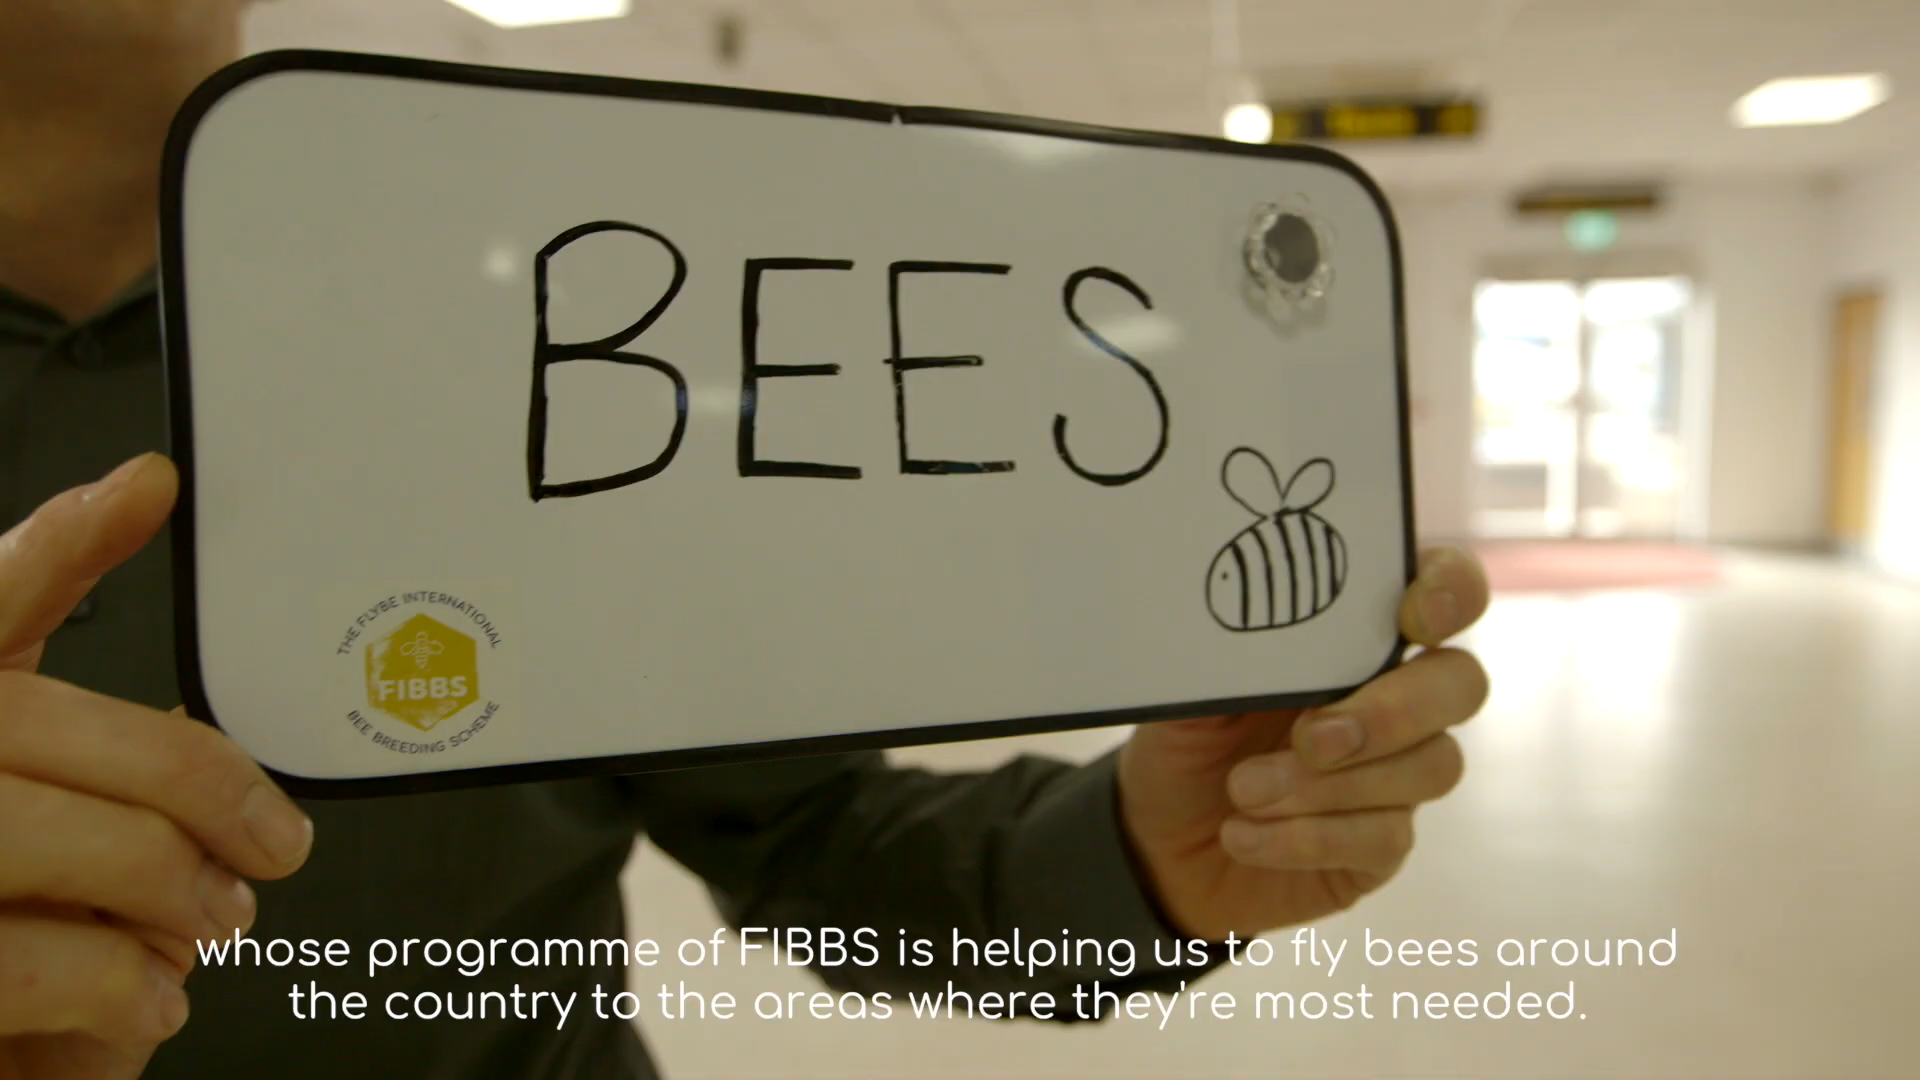 BEES
THE FLYBE INTERNATIONAL
FIBBS
BEE BREEDING SCHEME
whose programme of FIBBS is helping us to fly bees around
the country to the areas where they're most needed.